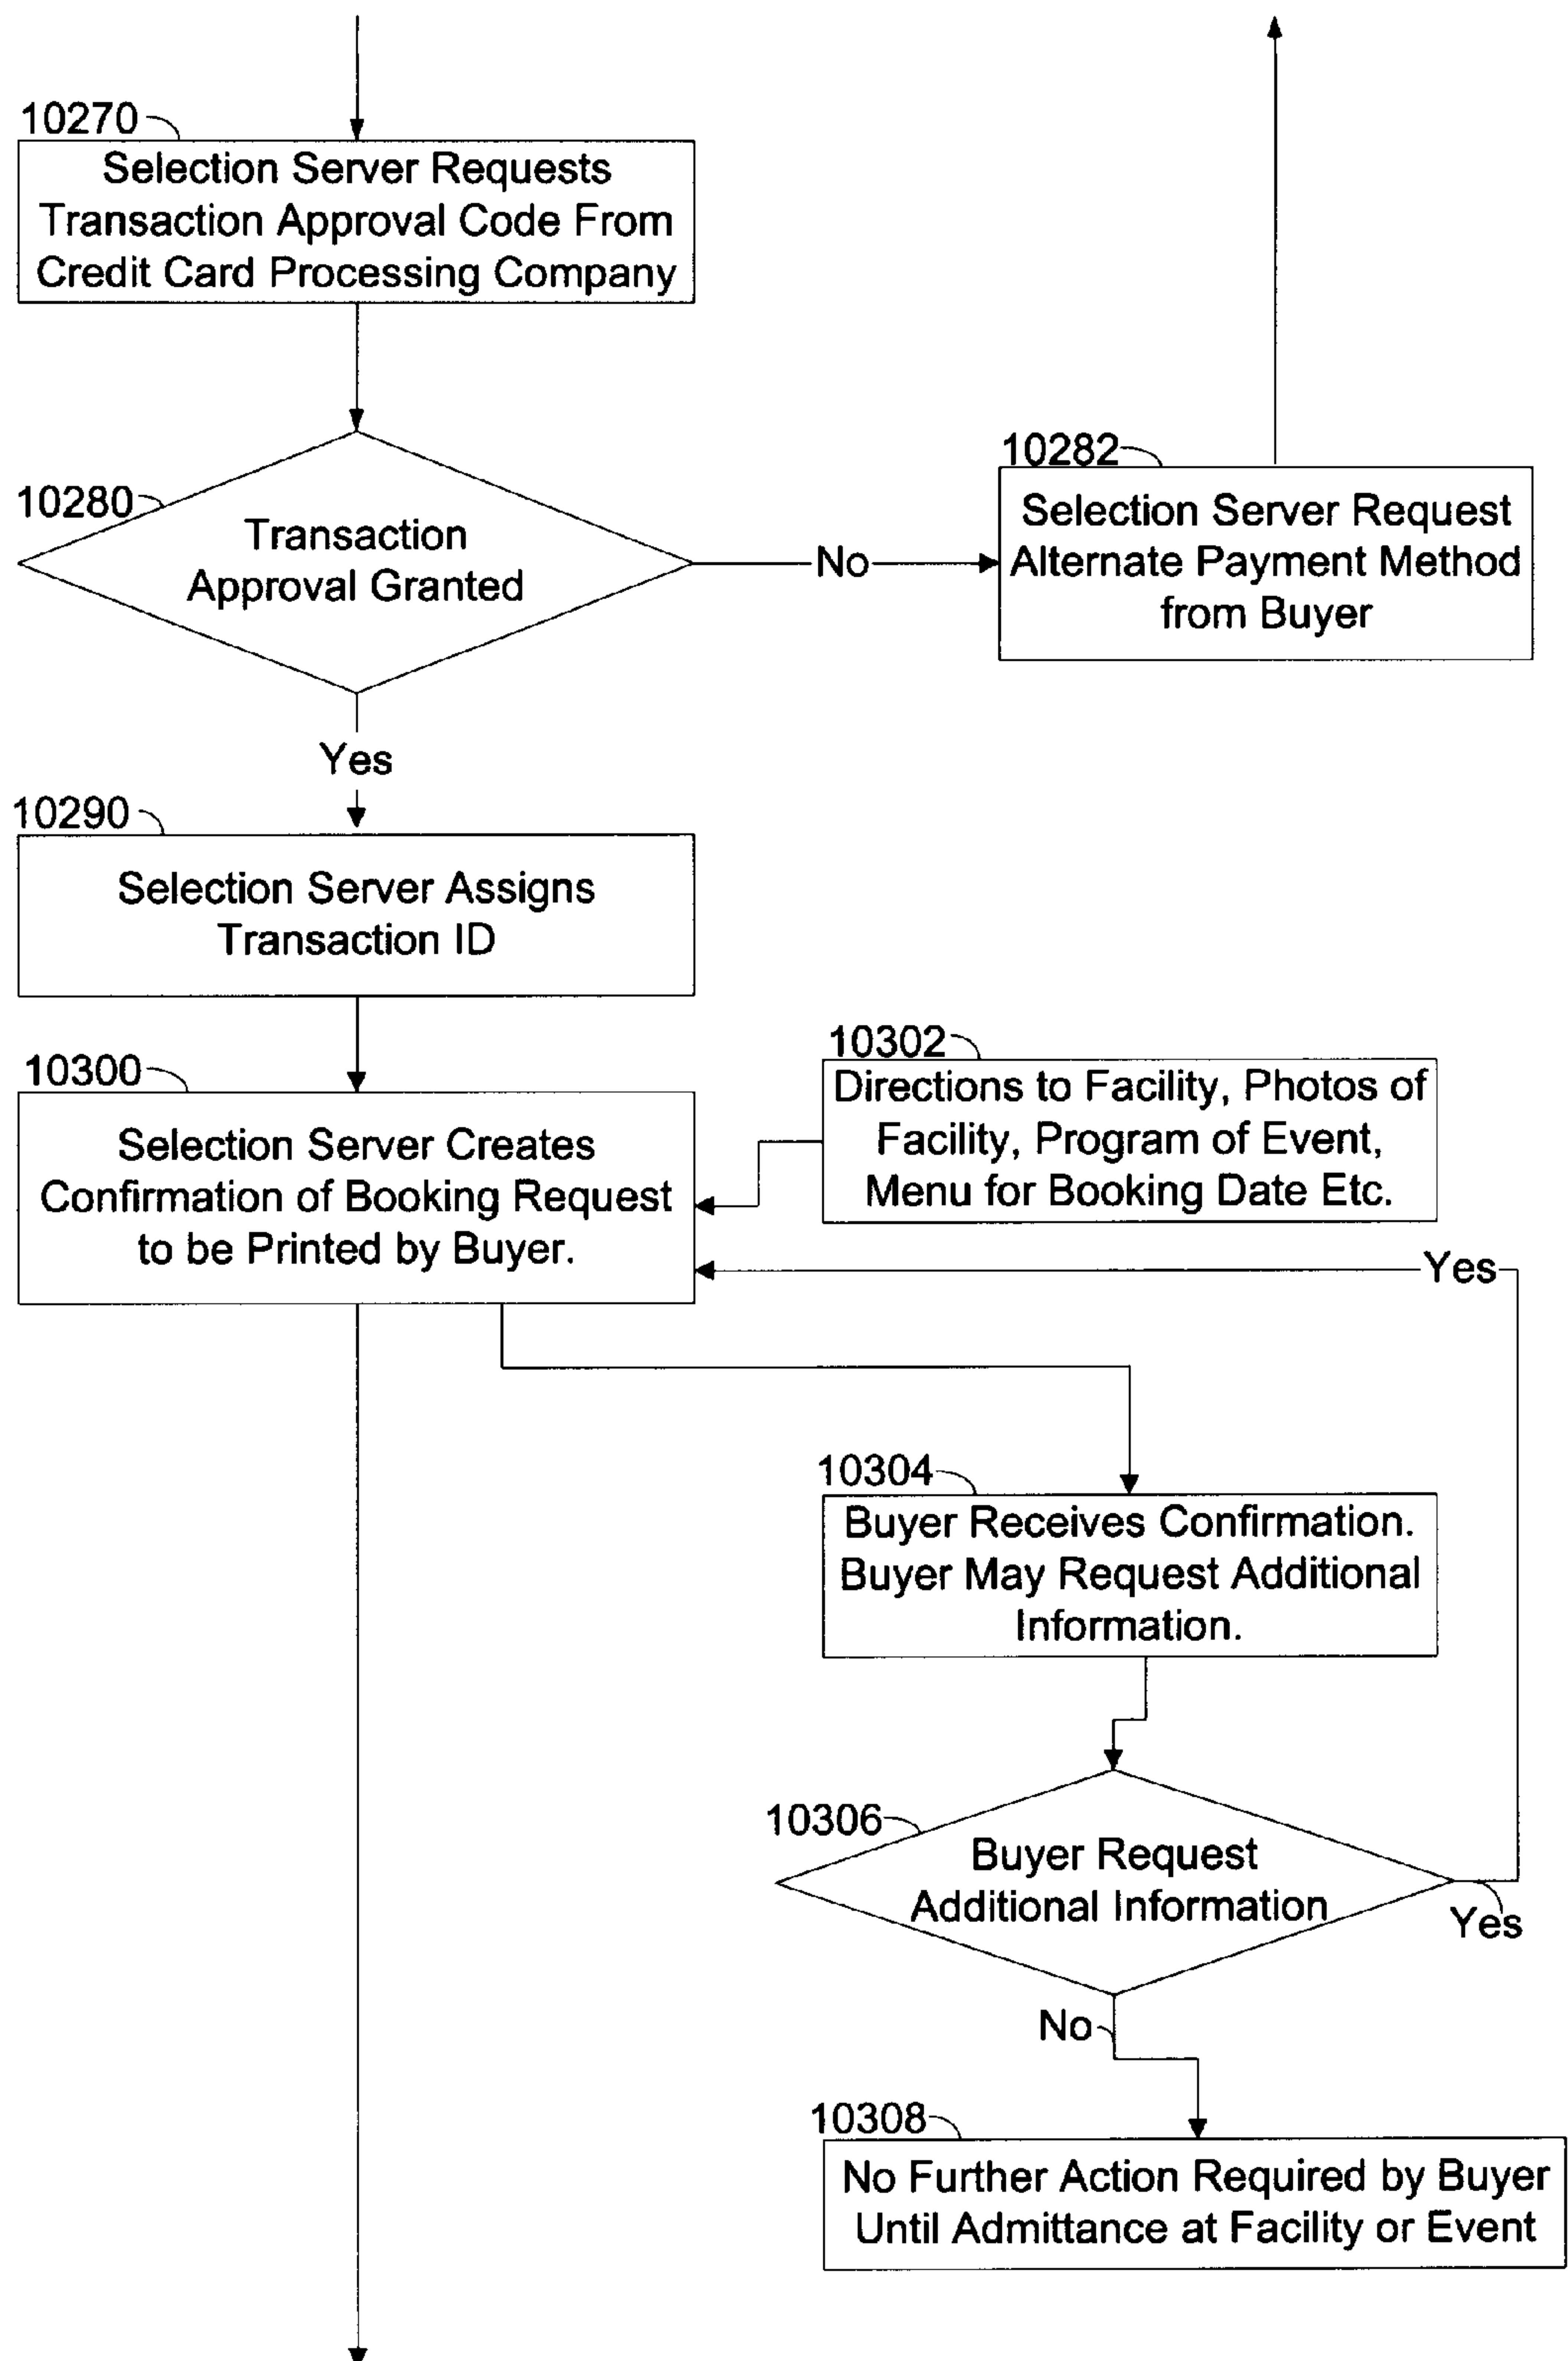 10270
Selection Server Requests
Transaction Approval Code From
Credit Card Processing Company
10280
Transaction
Approval Granted
No
10282
Selection Server Request
Alternate Payment Method
from Buyer
Yes
10290
Selection Server Assigns
Transaction ID
10300
Selection Server Creates
Confirmation of Booking Request
to be Printed by Buyer.
10302
Directions to Facility, Photos of
Facility, Program of Event,
Menu for Booking Date Etc.
Yes
10304
Buyer Receives Confirmation.
Buyer May Request Additional
Information.
10306
Buyer Request
Additional Information
Yes
No
10308
No Further Action Required by Buyer
Until Admittance at Facility or Event